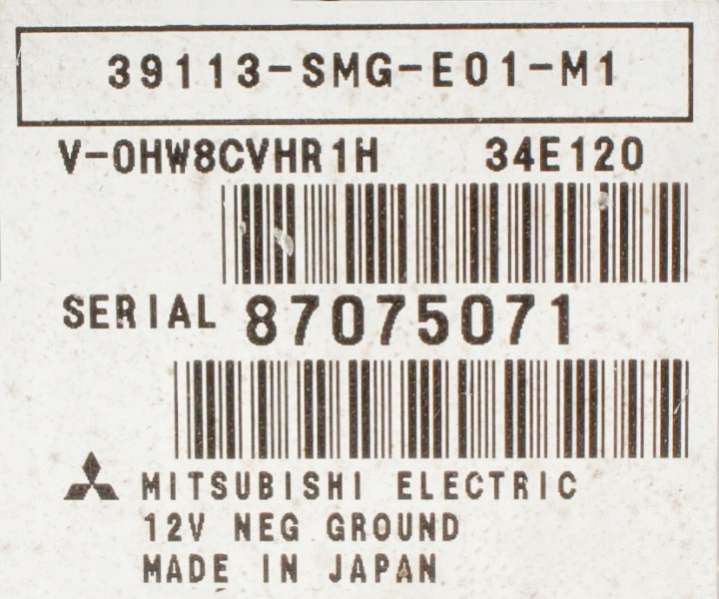 39113-SMG-E01-M1
V-0HW8CVHR1H 34E120
SERIAL 87075071
MITSUBISHI ELECTRIC
12V NEG GROUND
MADE IN JAPAN